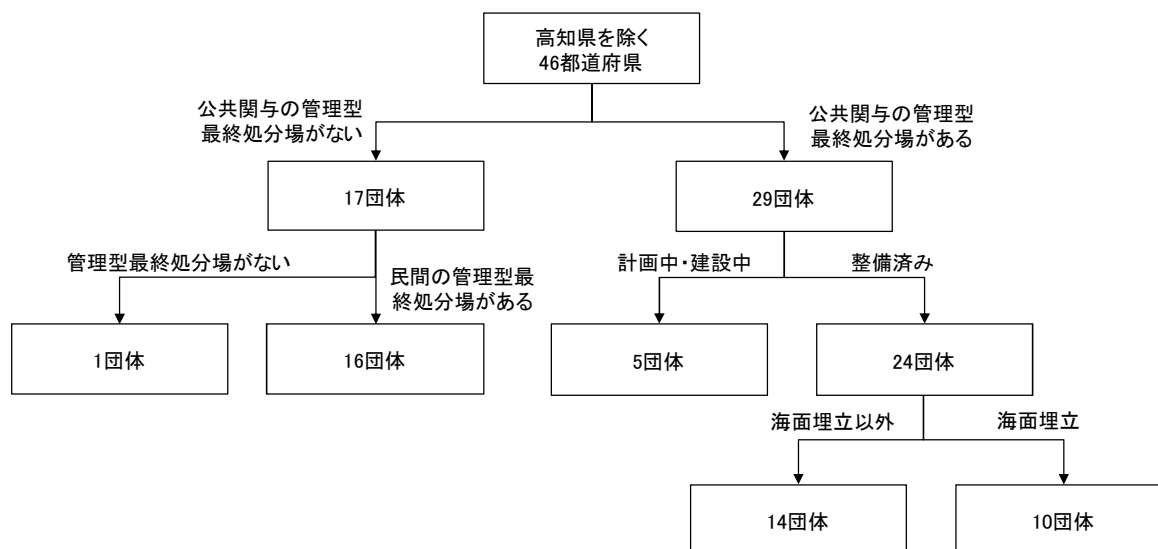 高知県を除く
46都道府県
公共関与の管理型
最終処分場がない
公共関与の管理型
最終処分場がある
17団体
29団体
管理型最終処分場がない
民間の管理型最
終処分場がある
計画中・建設中
整備済み
1団体
16団体
5団体
24団体
海面埋立以外
海面埋立
14団体
10団体